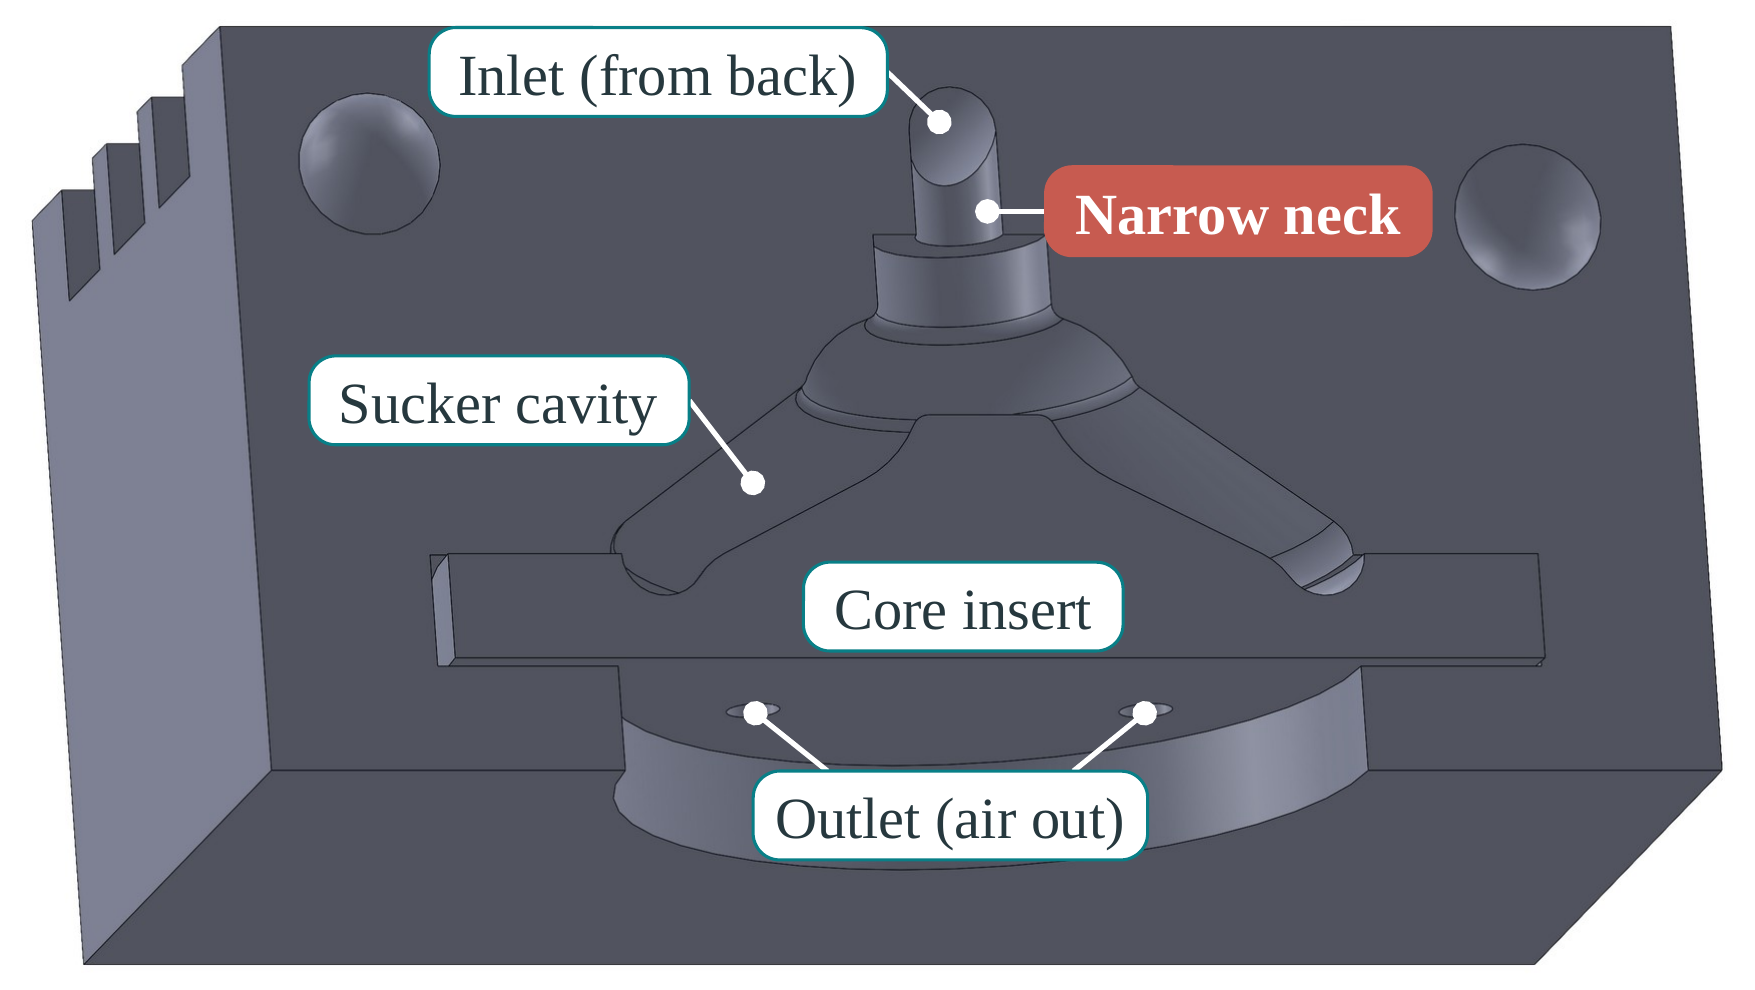 Inlet (from back)
Narrow neck
Sucker cavity
Core insert
Outlet (air out)